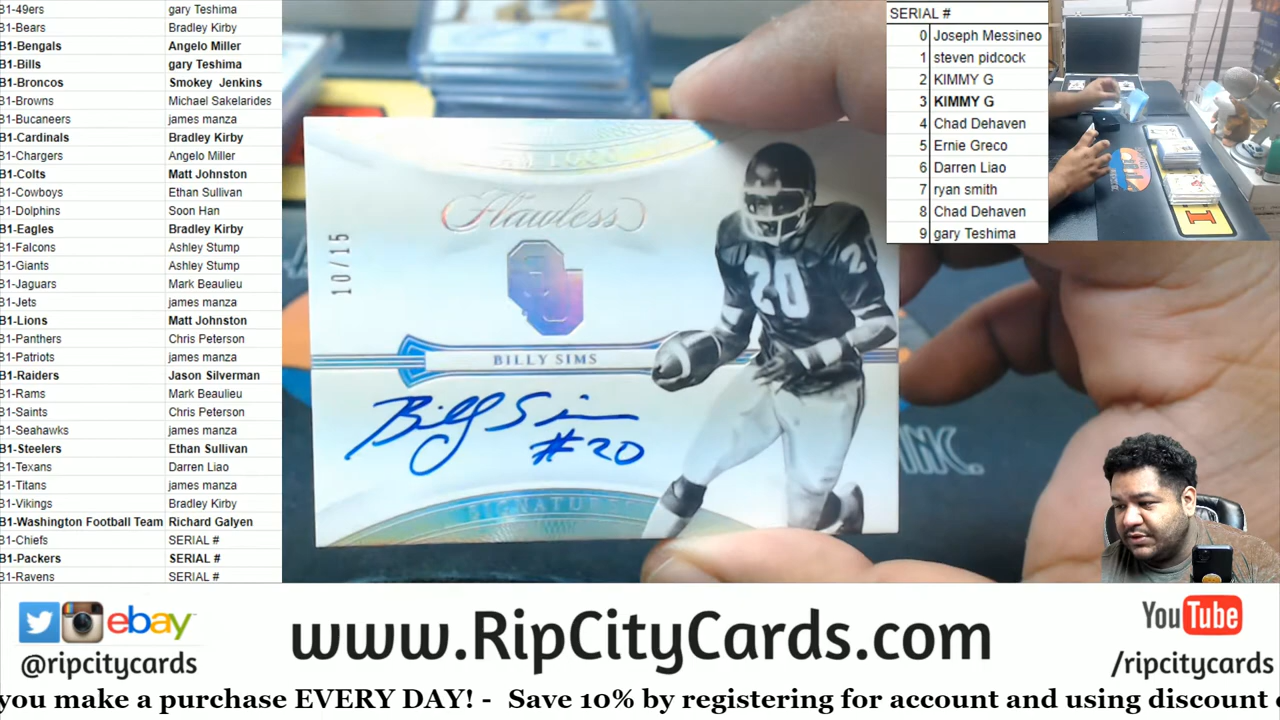 B1-49ers gary Teshima
B1-Bears Bradley Kirby
B1-Bengals Angelo Miller
B1-Bills gary Teshima
B1-Broncos Smokey Jenkins
B1-Browns Michael Sakelarides
B1-Bucaneers james manza
B1-Cardinals Bradley Kirby
B1-Chargers Angelo Miller
B1-Colts Matt Johnston
B1-Cowboys Ethan Sullivan
B1-Dolphins Soon Han
B1-Eagles Bradley Kirby
B1-Falcons Ashley Stump
B1-Giants Ashley Stump
B1-Jaguars Mark Beaulieu
B1-Jets james manza
B1-Lions Matt Johnston
B1-Panthers Chris Peterson
B1-Patriots james manza
B1-Raiders Jason Silverman
B1-Rams Mark Beaulieu
B1-Saints Chris Peterson
B1-Seahawks james manza
B1-Steelers Ethan Sullivan
B1-Texans Darren Liao
B1-Titans james manza
B1-Vikings Bradley Kirby
B1-Washington Football Team Richard Galyen
B1-Chiefs SERIAL #
B1-Packers SERIAL #
B1-Ravens SERIAL #
Flawless
10/15
OU
BILLY SIMS
Billy Sims
#20
SIGNATURES
20
20
SERIAL #
0 Joseph Messineo
1 steven pidcock
2 KIMMY G
3 KIMMY G
4 Chad Dehaven
5 Ernie Greco
6 Darren Liao
7 ryan smith
8 Chad Dehaven
9 gary Teshima
ebay
@ripcitycards
www.RipCityCards.com
YouTube
/ripcitycards
you make a purchase EVERY DAY! - Save 10% by registering for account and using discount